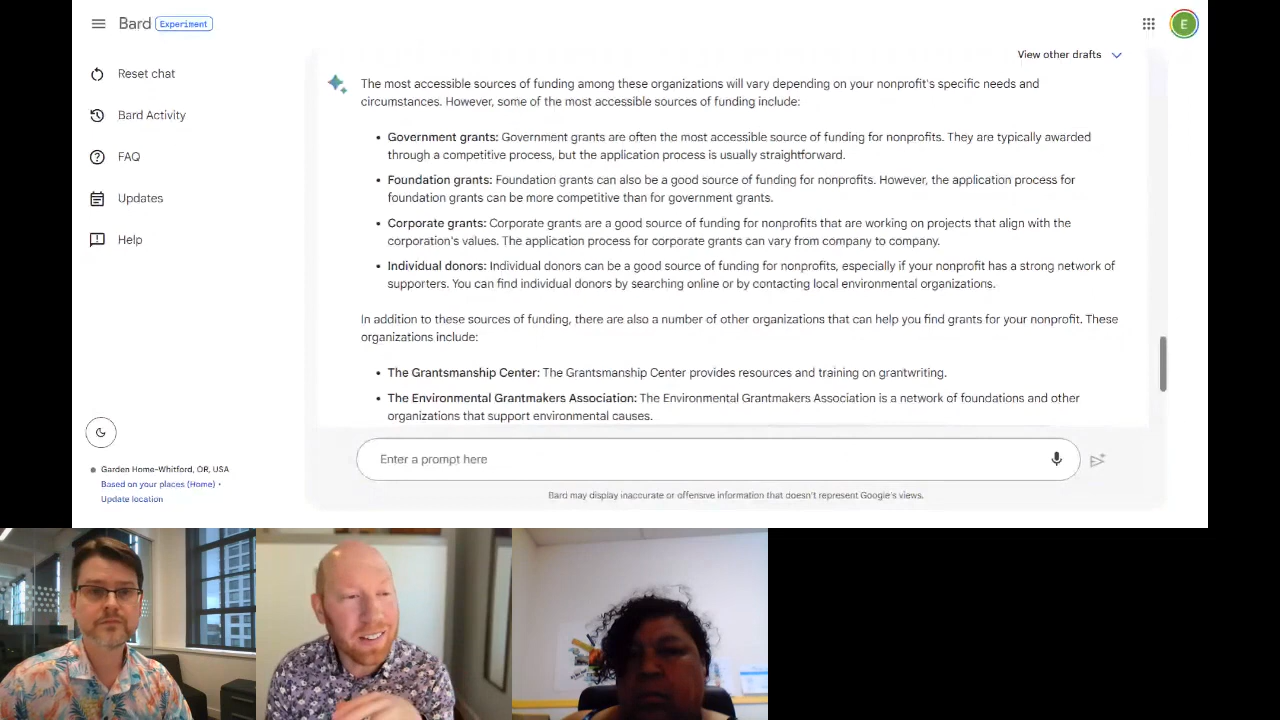 Bard Experiment
E
Reset chat
Bard Activity
FAQ
Updates
Help
Garden Home-Whitford, OR, USA
Based on your places (Home) •
Update location
View other drafts
The most accessible sources of funding among these organizations will vary depending on your nonprofit's specific needs and
circumstances. However, some of the most accessible sources of funding include:
• Government grants: Government grants are often the most accessible source of funding for nonprofits. They are typically awarded
through a competitive process, but the application process is usually straightforward.
• Foundation grants: Foundation grants can also be a good source of funding for nonprofits. However, the application process for
foundation grants can be more competitive than for government grants.
• Corporate grants: Corporate grants are a good source of funding for nonprofits that are working on projects that align with the
corporation's values. The application process for corporate grants can vary from company to company.
• Individual donors: Individual donors can be a good source of funding for nonprofits, especially if your nonprofit has a strong network of
supporters. You can find individual donors by searching online or by contacting local environmental organizations.
In addition to these sources of funding, there are also a number of other organizations that can help you find grants for your nonprofit. These
organizations include:
• The Grantsmanship Center: The Grantsmanship Center provides resources and training on grantwriting.
• The Environmental Grantmakers Association: The Environmental Grantmakers Association is a network of foundations and other
organizations that support environmental causes.
Enter a prompt here
Bard may display inaccurate or offensive information that doesn't represent Google's views.